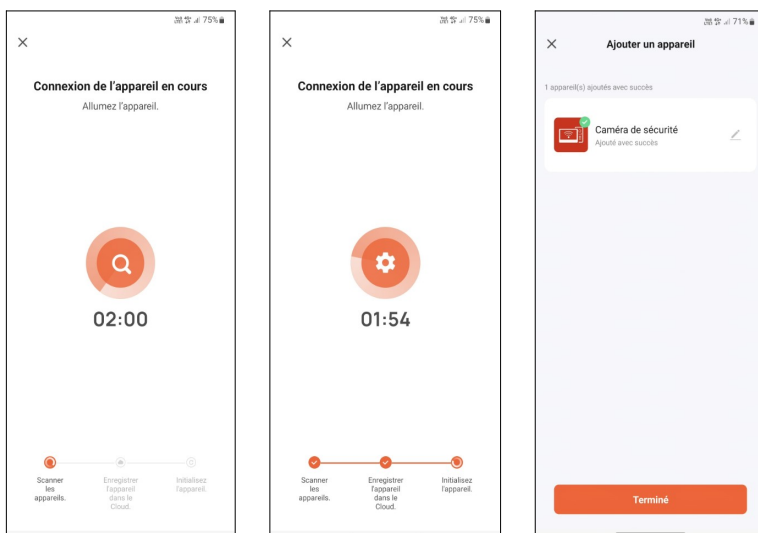 75%
Connexion de l'appareil en cours
Allumez l'appareil.
02:00
Scanner
les
appareils.
Enregistrer
l'appareil
dans le
Cloud.
Initialisez
l'appareil.
75%
Connexion de l'appareil en cours
Allumez l'appareil.
01:54
Scanner
les
appareils.
Enregistrer
l'appareil
dans le
Cloud.
Initialisez
l'appareil.
71%
Ajouter un appareil
1 appareil(s) ajoutés avec succès
Caméra de sécurité
Ajouté avec succès
Terminé